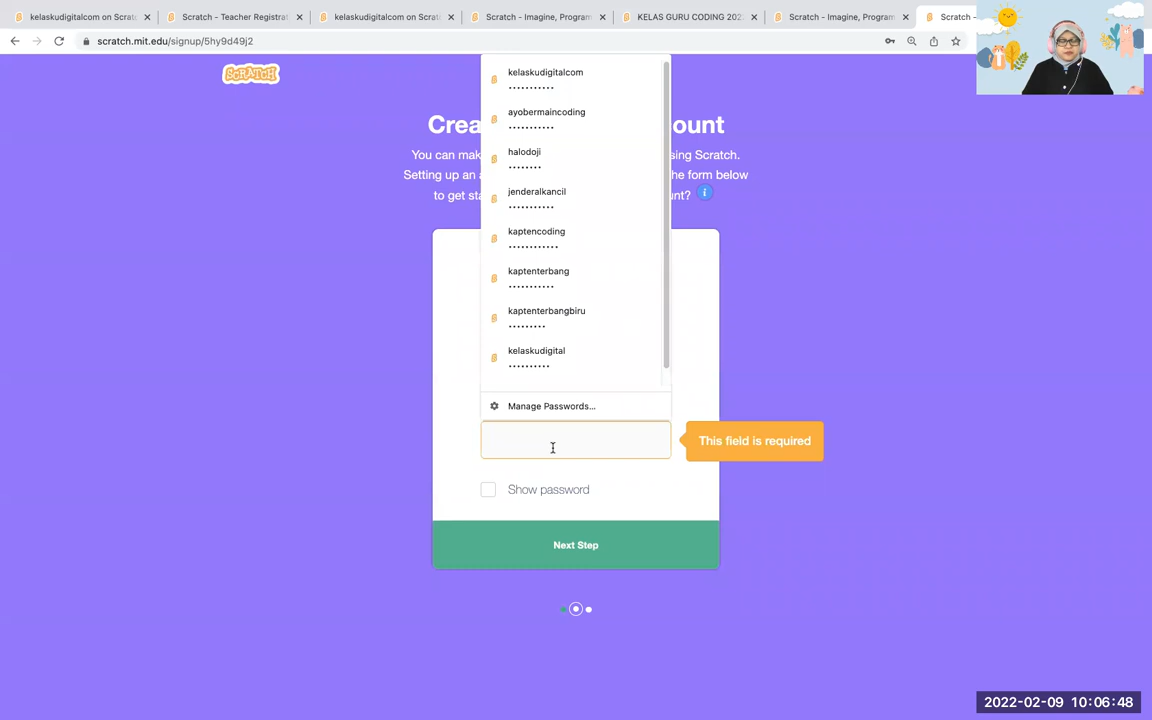 kelaskudigitalcom on Scratc
Scratch - Teacher Registrat
kelaskudigitalcom on Scrat
Scratch - Imagine, Program
KELAS GURU CODING 202
Scratch - Imagine, Program
Scratch -
scratch.mit.edu/signup/5hy9d49j2
SCRATCH
Crea
ount
You can mak
sing Scratch.
Setting up an a
he form below
to get sta
unt? i
kelaskudigitalcom
•••••••••••
ayobermaincoding
•••••••••••
halodoji
••••••••
jenderalkancil
•••••••••••
kaptencoding
••••••••••••
kaptenterbang
•••••••••••
kaptenterbangbiru
•••••••••
kelaskudigital
••••••••••
Manage Passwords...
This field is required
Show password
Next Step
2022-02-09 10:06:48